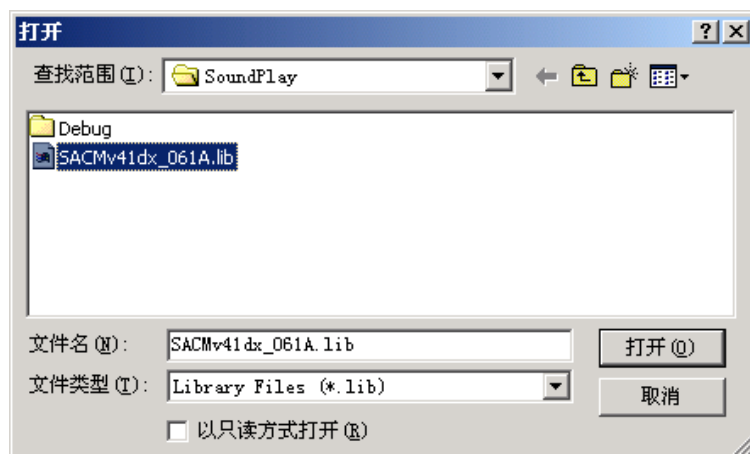 打开
查找范围(I): SoundPlay
Debug
SACMv41dx_061A.lib
文件名(N): SACMv41dx_061A.lib 打开(O)
文件类型(T): Library Files (*.lib) 取消
以只读方式打开(R)